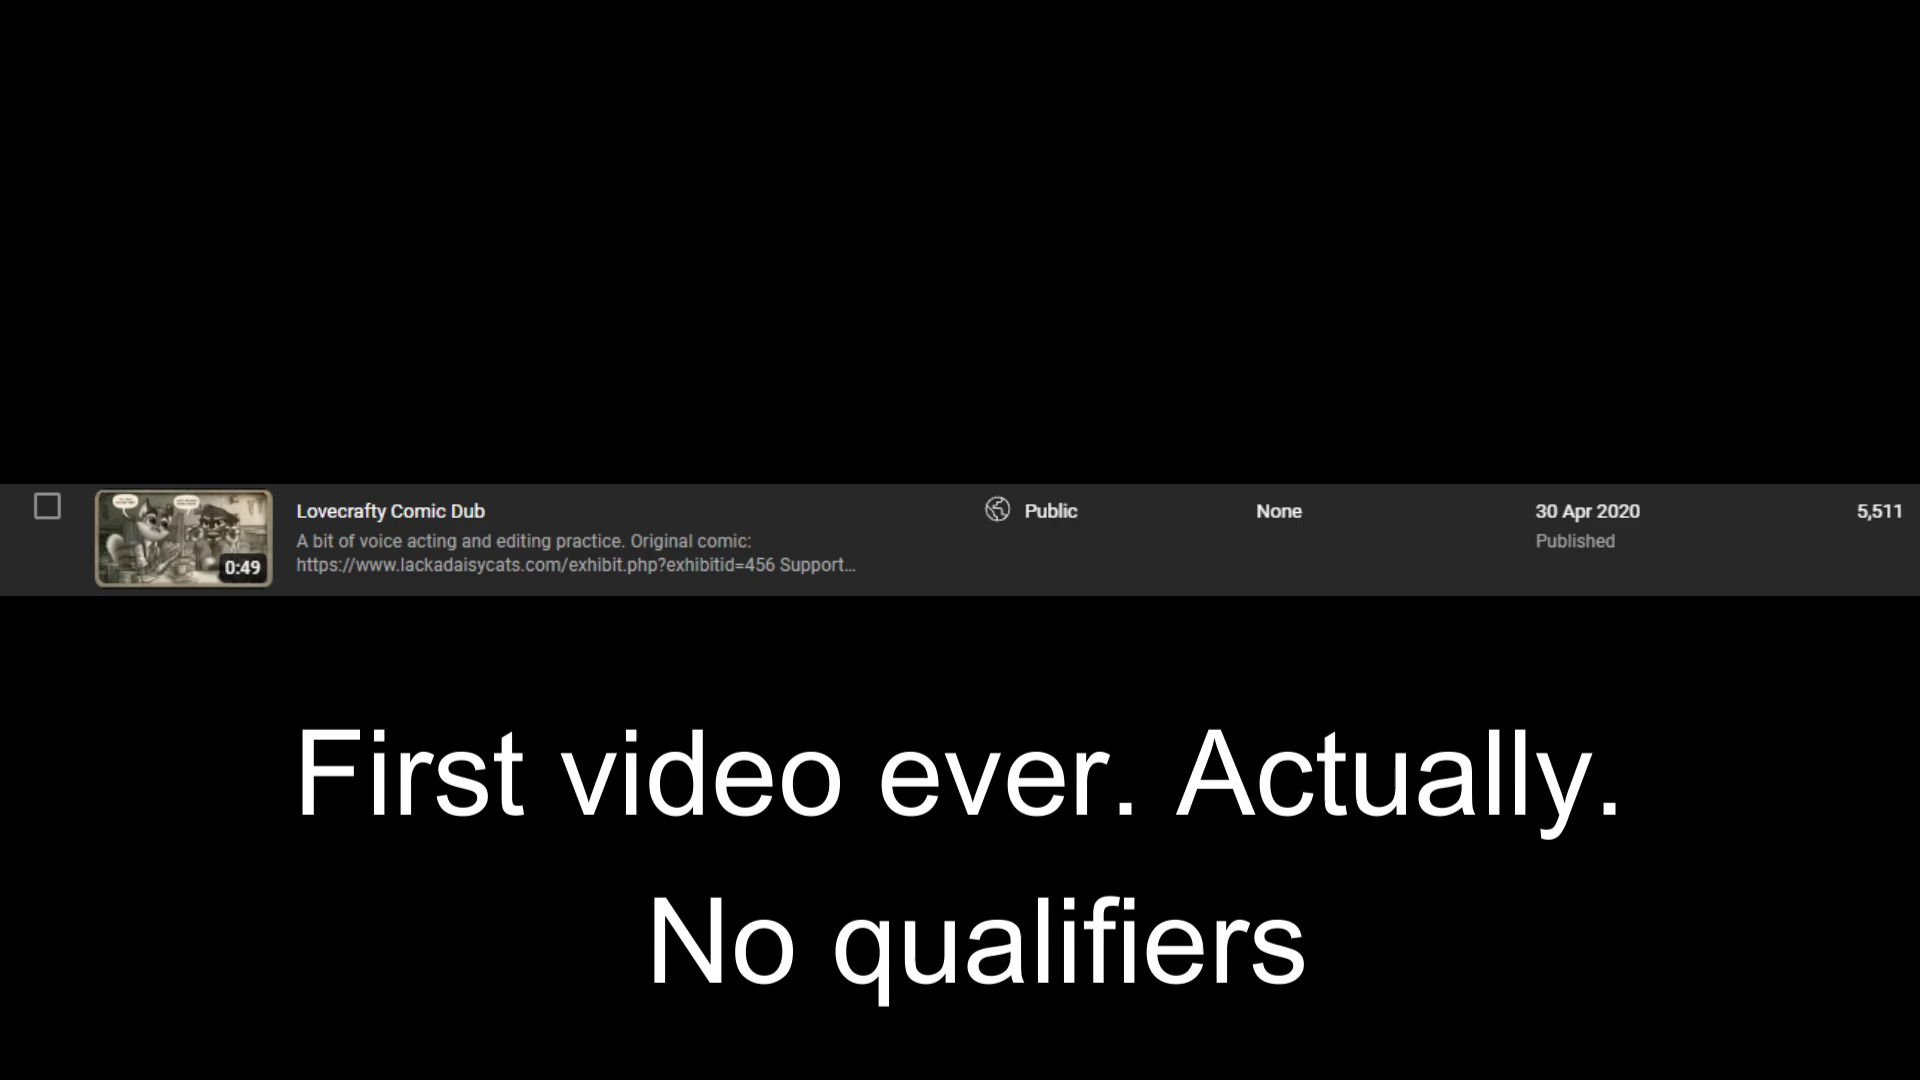 Lovecrafty Comic Dub
Public
None
30 Apr 2020
5,511
A bit of voice acting and editing practice. Original comic:
Published
https://www.lackadaisycats.com/exhibit.php?exhibitid=456 Support...
0:49
First video ever. Actually.
No qualifiers